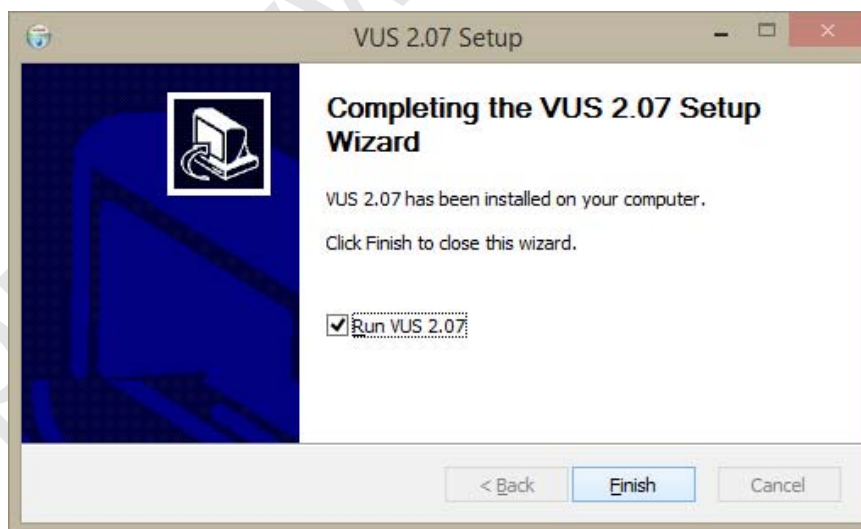 VUS 2.07 Setup
Completing the VUS 2.07 Setup
Wizard
VUS 2.07 has been installed on your computer.
Click Finish to close this wizard.
Run VUS 2.07
< Back
Finish
Cancel